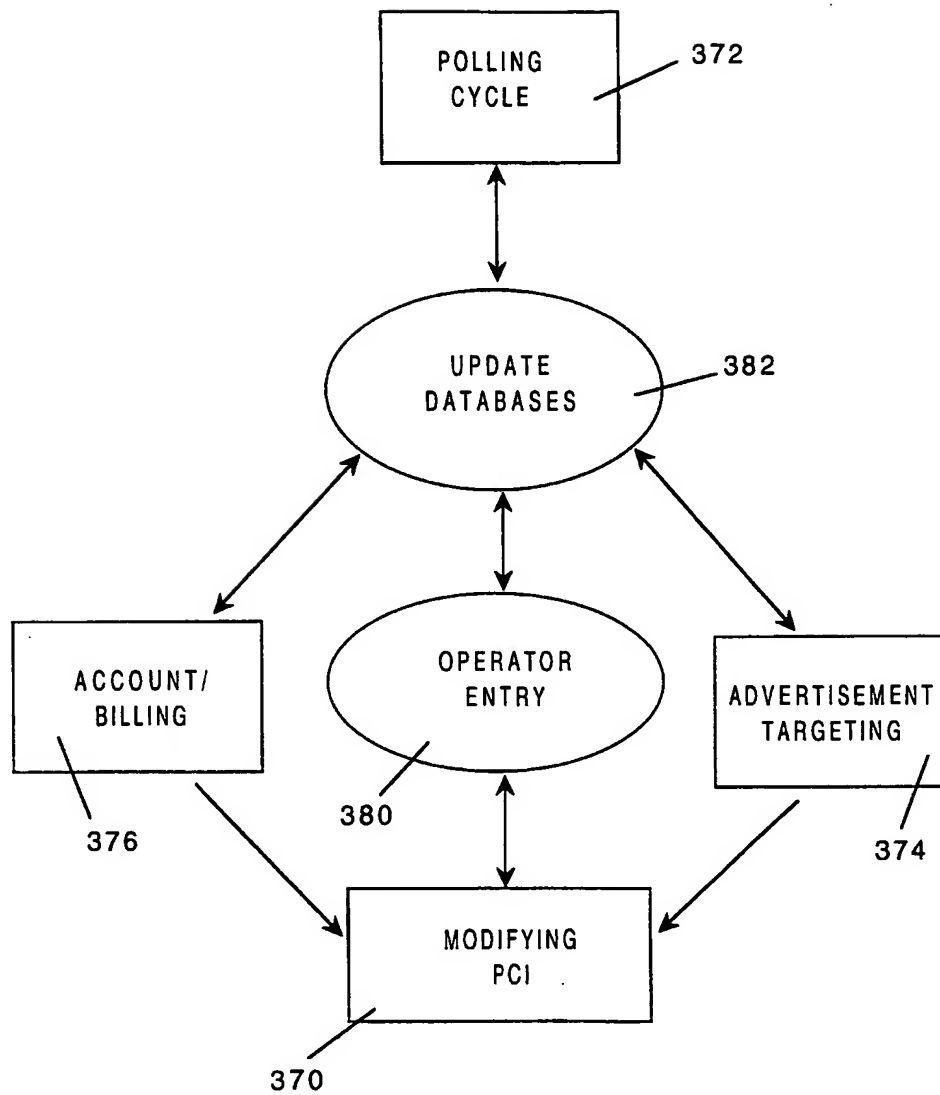 POLLING
CYCLE
372
UPDATE
DATABASES
382
ACCOUNT/
BILLING
376
OPERATOR
ENTRY
380
ADVERTISEMENT
TARGETING
374
MODIFYING
PCI
370